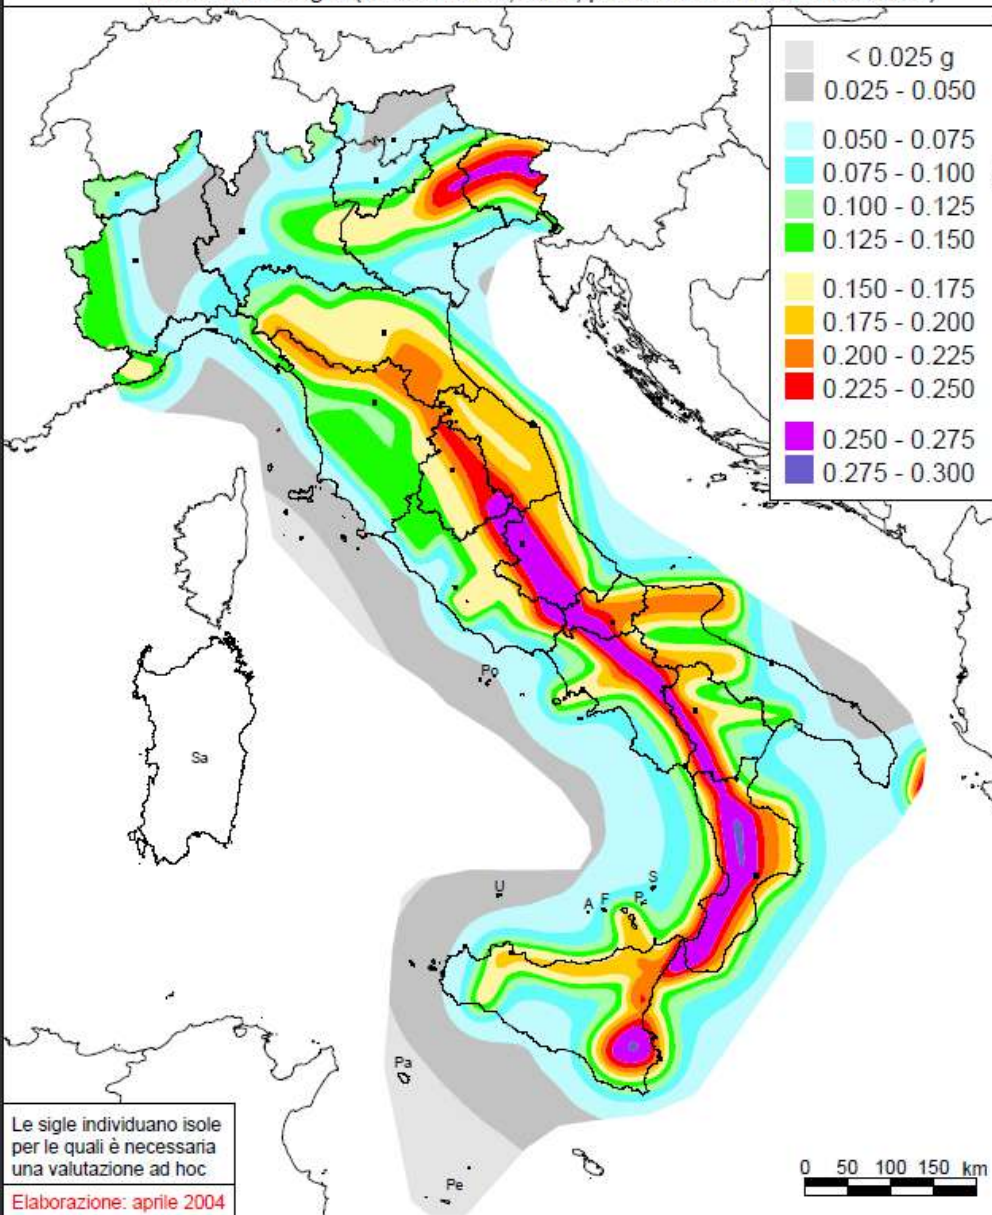 < 0.025 g
0.025 - 0.050
0.050 - 0.075
0.075 - 0.100
0.100 - 0.125
0.125 - 0.150
0.150 - 0.175
0.175 - 0.200
0.200 - 0.225
0.225 - 0.250
0.250 - 0.275
0.275 - 0.300
Po
Sa
S
U
A F P
Pa
Pe
Le sigle individuano isole
per le quali è necessaria
una valutazione ad hoc
Elaborazione: aprile 2004
0 50 100 150 km